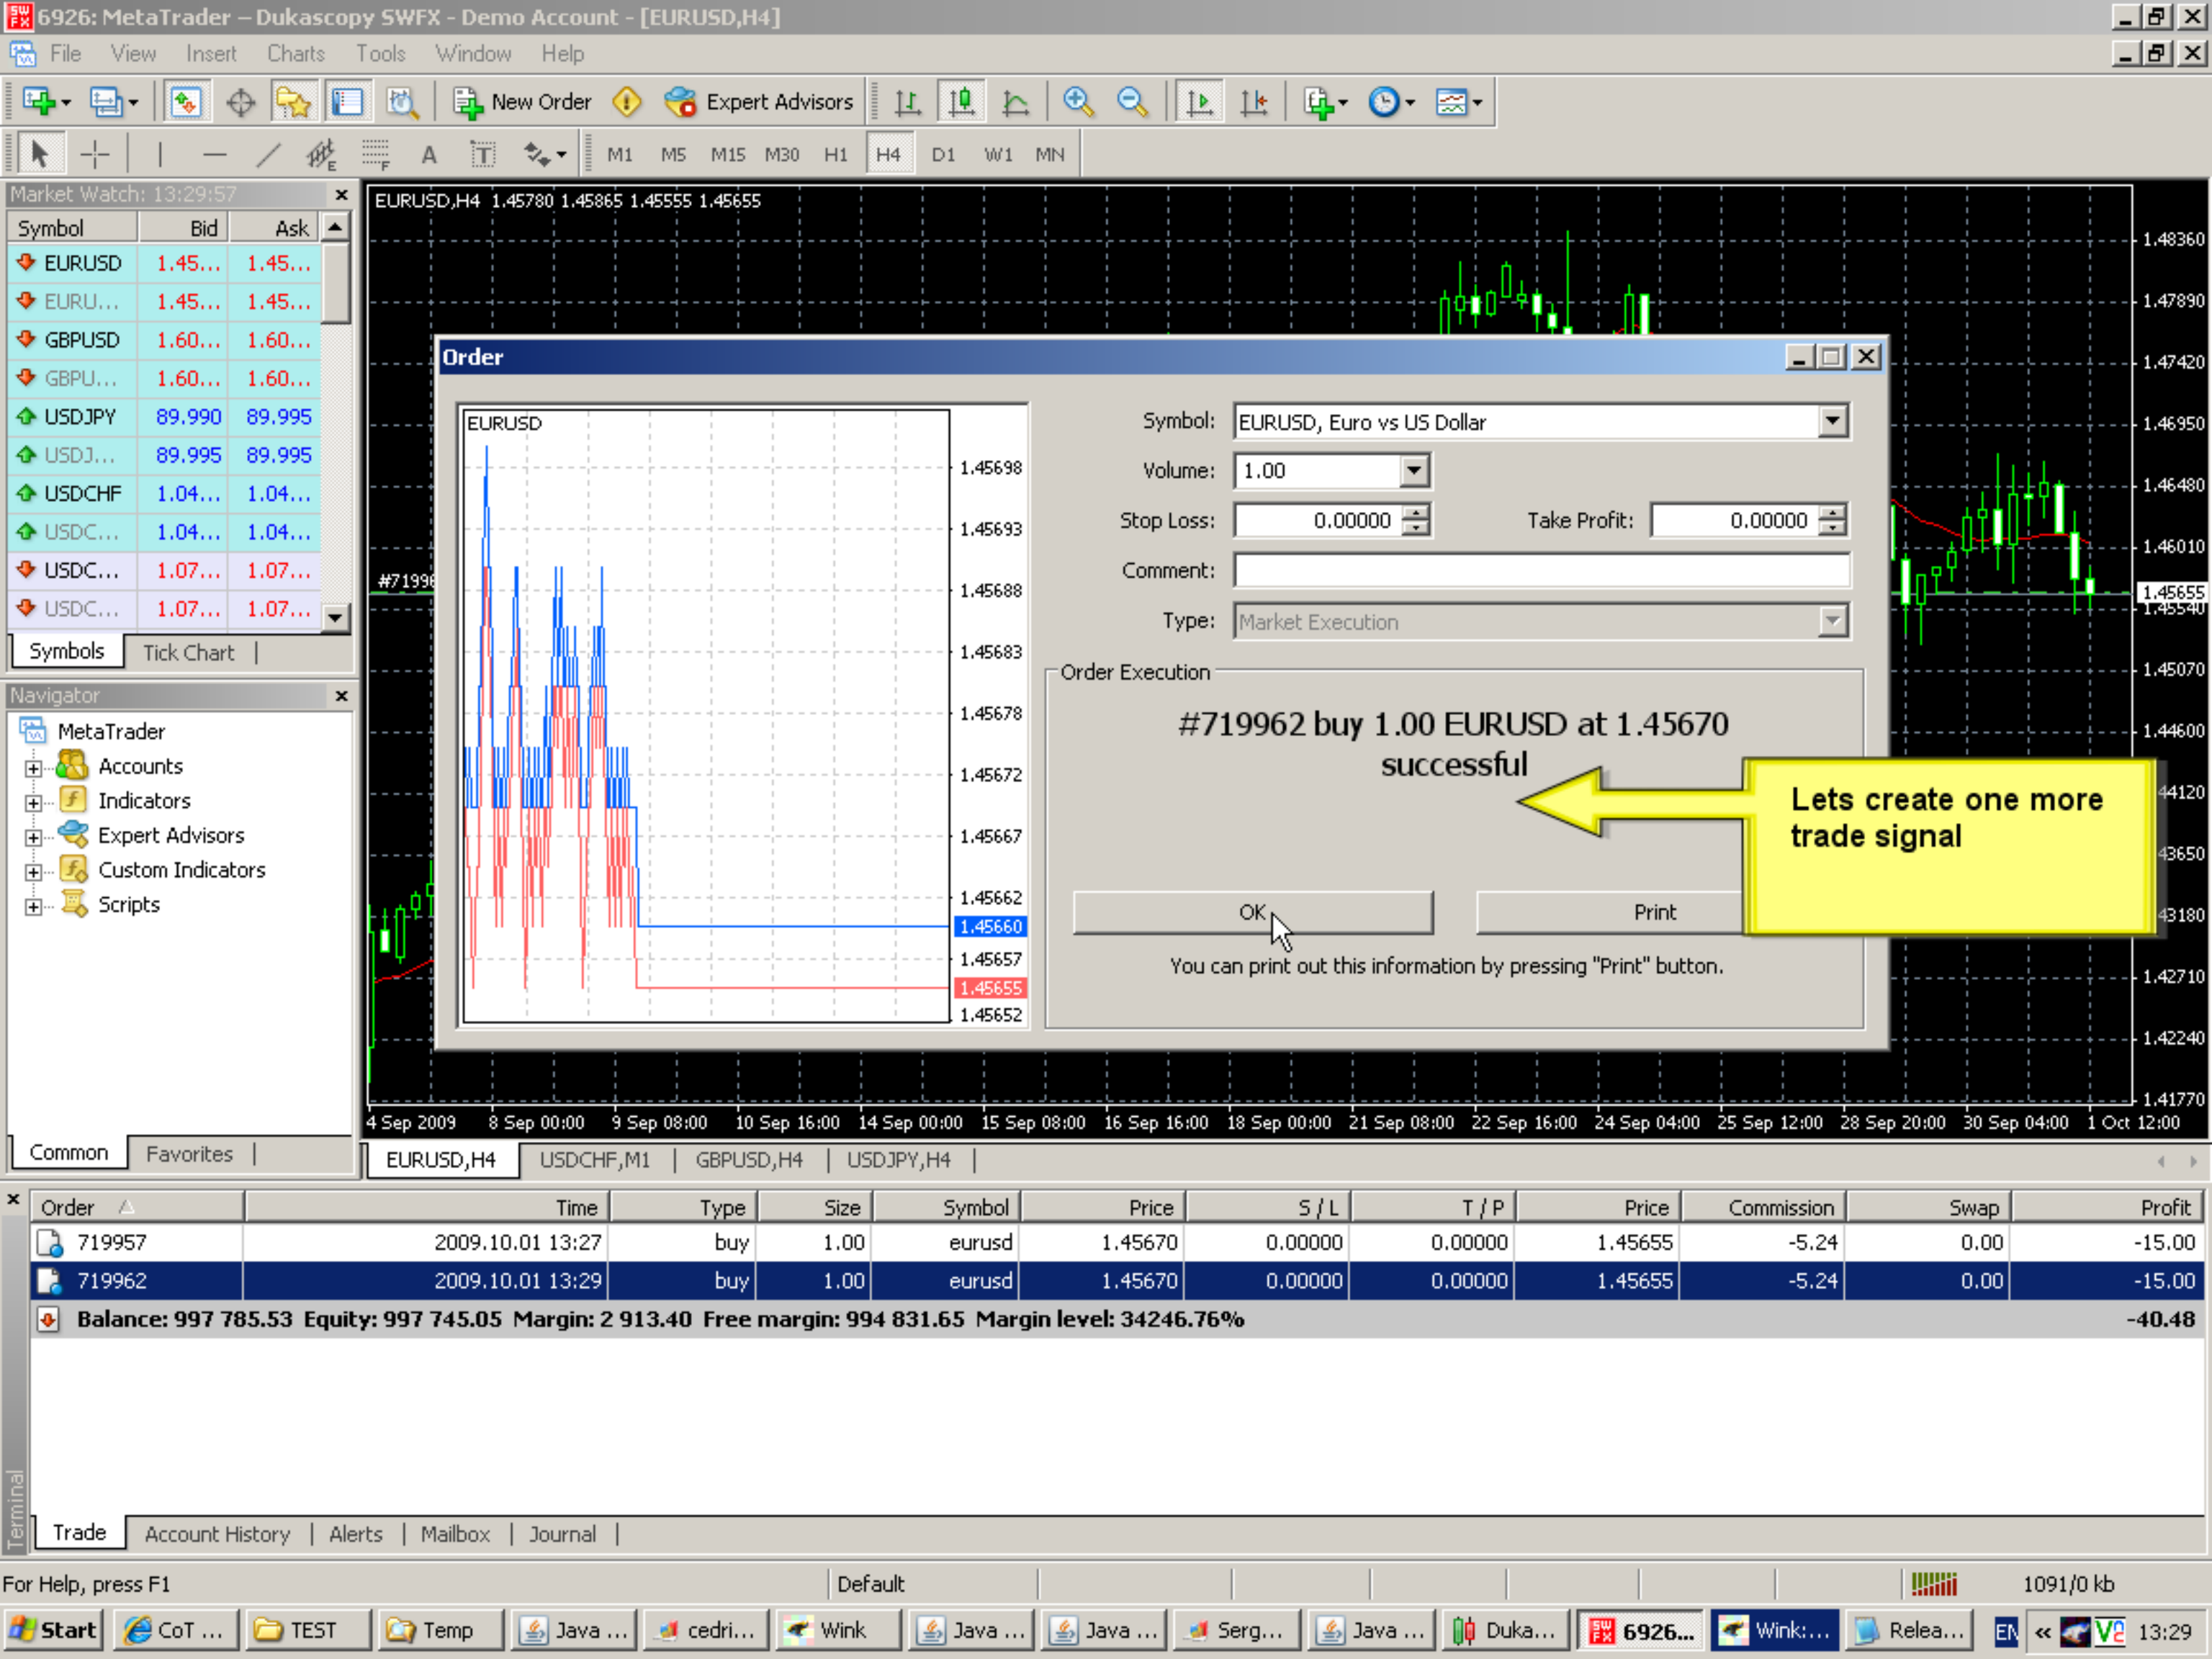 6926: MetaTrader – Dukascopy SWFX - Demo Account - [EURUSD,H4]
File View Insert Charts Tools Window Help
New Order Expert Advisors
A T M1 M5 M15 M30 H1 H4 D1 W1 MN
Market Watch: 13:29:57
Symbol Bid Ask
EURUSD 1.45... 1.45...
EURU... 1.45... 1.45...
GBPUSD 1.60... 1.60...
GBPU... 1.60... 1.60...
USDJPY 89.990 89.995
USDJ... 89.995 89.995
USDCHF 1.04... 1.04...
USDC... 1.04... 1.04...
USDC... 1.07... 1.07...
USDC... 1.07... 1.07...
Symbols Tick Chart
Navigator
MetaTrader
Accounts
Indicators
Expert Advisors
Custom Indicators
Scripts
Common Favorites
EURUSD,H4 1.45780 1.45865 1.45555 1.45655
#71996
1.48360
1.47890
1.47420
1.46950
1.46480
1.46010
1.45655
1.45540
1.45070
1.44600
44120
43650
43180
1.42710
1.42240
1.41770
Order
EURUSD
1.45698
1.45693
1.45688
1.45683
1.45678
1.45672
1.45667
1.45662
1.45660
1.45657
1.45655
1.45652
Symbol: EURUSD, Euro vs US Dollar
Volume: 1.00
Stop Loss: 0.00000 Take Profit: 0.00000
Comment:
Type: Market Execution
Order Execution
#719962 buy 1.00 EURUSD at 1.45670
successful
Lets create one more
trade signal
OK Print
You can print out this information by pressing "Print" button.
4 Sep 2009 8 Sep 00:00 9 Sep 08:00 10 Sep 16:00 14 Sep 00:00 15 Sep 08:00 16 Sep 16:00 18 Sep 00:00 21 Sep 08:00 22 Sep 16:00 24 Sep 04:00 25 Sep 12:00 28 Sep 20:00 30 Sep 04:00 1 Oct 12:00
EURUSD,H4 USDCHF,M1 GBPUSD,H4 USDJPY,H4
Order Time Type Size Symbol Price S / L T / P Price Commission Swap Profit
719957 2009.10.01 13:27 buy 1.00 eurusd 1.45670 0.00000 0.00000 1.45655 -5.24 0.00 -15.00
719962 2009.10.01 13:29 buy 1.00 eurusd 1.45670 0.00000 0.00000 1.45655 -5.24 0.00 -15.00
Balance: 997 785.53 Equity: 997 745.05 Margin: 2 913.40 Free margin: 994 831.65 Margin level: 34246.76% -40.48
Terminal
Trade Account History Alerts Mailbox Journal
For Help, press F1 Default 1091/0 kb
Start CoT ... TEST Temp Java ... cedri... Wink Java ... Java ... Serg... Java ... Duka... 6926... Wink:... Relea... EN « 13:29